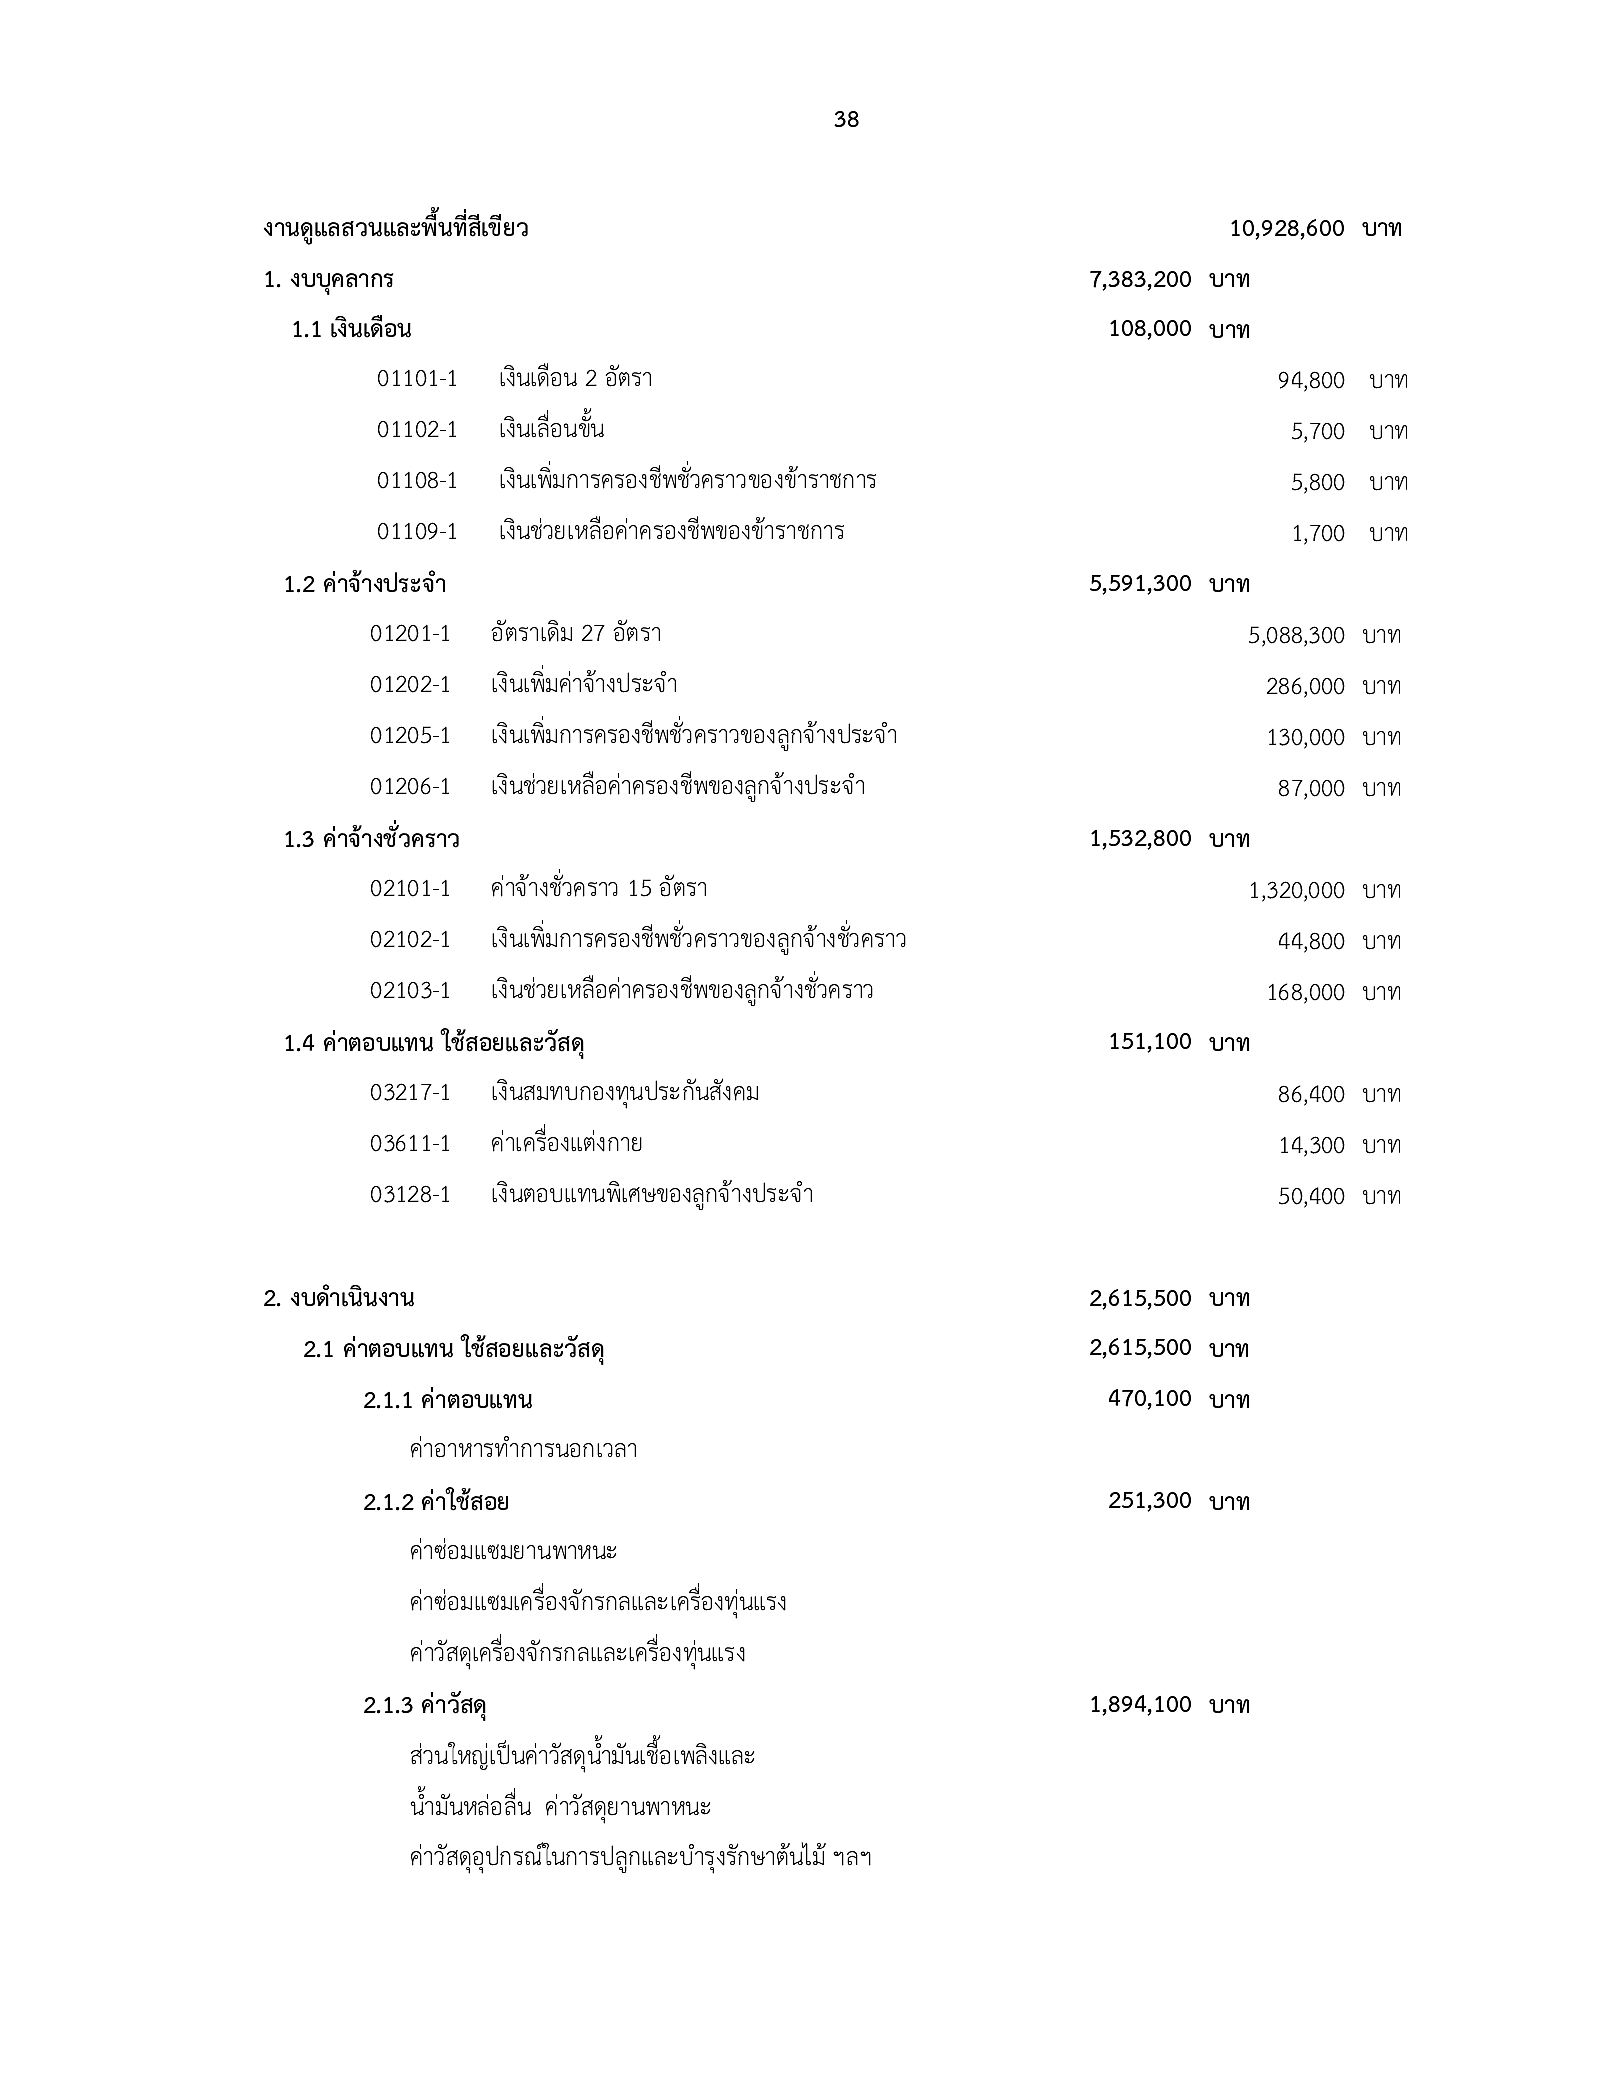 38
งานดูแลสวนและพื้นที่สีเขียว 10,928,600 บาท
1. งบบุคลากร 7,383,200 บาท
1.1 เงินเดือน 108,000 บาท
01101-1 เงินเดือน 2 อัตรา 94,800 บาท
01102-1 เงินเลื่อนขั้น 5,700 บาท
01108-1 เงินเพิ่มการครองชีพชั่วคราวของข้าราชการ 5,800 บาท
01109-1 เงินช่วยเหลือค่าครองชีพของข้าราชการ 1,700 บาท
1.2 ค่าจ้างประจำ 5,591,300 บาท
01201-1 อัตราเดิม 27 อัตรา 5,088,300 บาท
01202-1 เงินเพิ่มค่าจ้างประจำ 286,000 บาท
01205-1 เงินเพิ่มการครองชีพชั่วคราวของลูกจ้างประจำ 130,000 บาท
01206-1 เงินช่วยเหลือค่าครองชีพของลูกจ้างประจำ 87,000 บาท
1.3 ค่าจ้างชั่วคราว 1,532,800 บาท
02101-1 ค่าจ้างชั่วคราว 15 อัตรา 1,320,000 บาท
02102-1 เงินเพิ่มการครองชีพชั่วคราวของลูกจ้างชั่วคราว 44,800 บาท
02103-1 เงินช่วยเหลือค่าครองชีพของลูกจ้างชั่วคราว 168,000 บาท
1.4 ค่าตอบแทน ใช้สอยและวัสดุ 151,100 บาท
03217-1 เงินสมทบกองทุนประกันสังคม 86,400 บาท
03611-1 ค่าเครื่องแต่งกาย 14,300 บาท
03128-1 เงินตอบแทนพิเศษของลูกจ้างประจำ 50,400 บาท
2. งบดำเนินงาน 2,615,500 บาท
2.1 ค่าตอบแทน ใช้สอยและวัสดุ 2,615,500 บาท
2.1.1 ค่าตอบแทน 470,100 บาท
ค่าอาหารทำการนอกเวลา
2.1.2 ค่าใช้สอย 251,300 บาท
ค่าซ่อมแซมยานพาหนะ
ค่าซ่อมแซมเครื่องจักรกลและเครื่องทุ่นแรง
ค่าวัสดุเครื่องจักรกลและเครื่องทุ่นแรง
2.1.3 ค่าวัสดุ 1,894,100 บาท
ส่วนใหญ่เป็นค่าวัสดุน้ำมันเชื้อเพลิงและ
น้ำมันหล่อลื่น ค่าวัสดุยานพาหนะ
ค่าวัสดุอุปกรณ์ในการปลูกและบำรุงรักษาต้นไม้ ฯลฯ